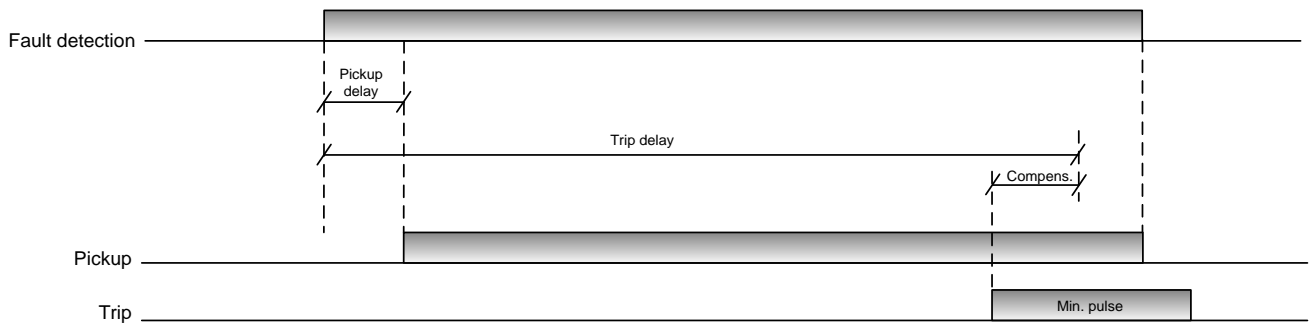 Fault detection
Pickup
delay
Trip delay
Compens.
Pickup
Trip
Min. pulse